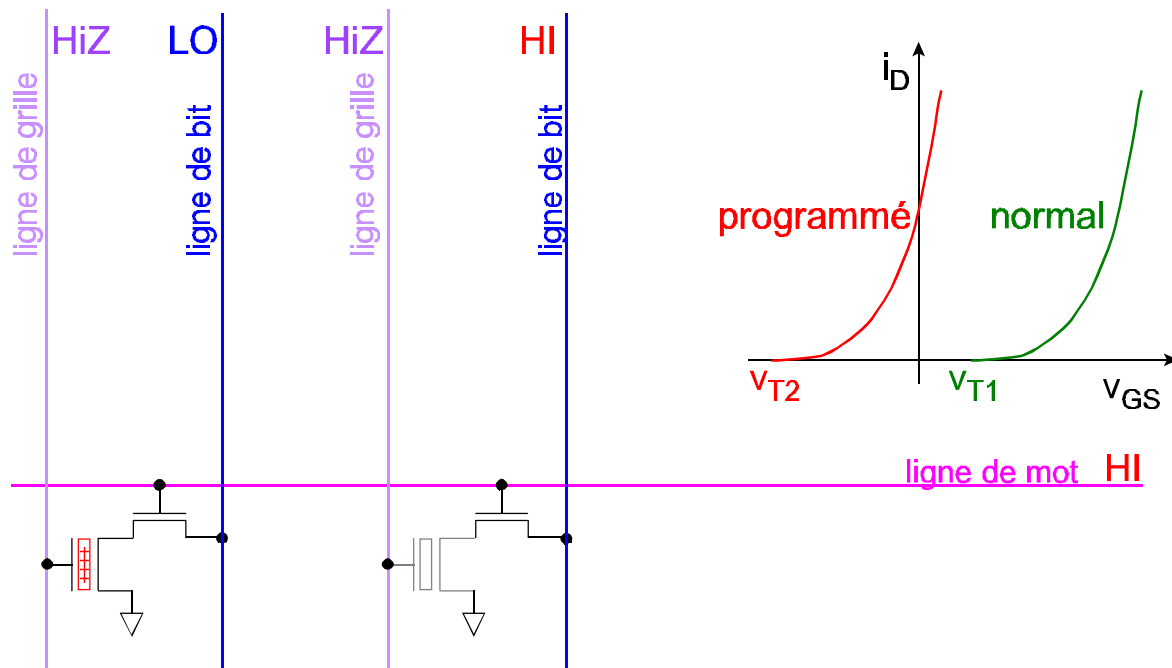 HiZ
LO
HiZ
HI
ligne de grille
ligne de bit
ligne de grille
ligne de bit
iD
programmé
normal
vT2
vT1
vGS
ligne de mot HI
++++